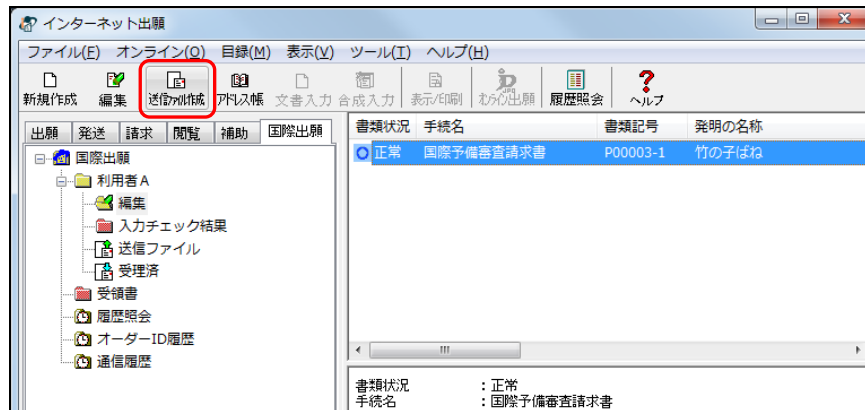 インターネット出願
ファイル(F) オンライン(O) 目録(M) 表示(V) ツール(T) ヘルプ(H)
新規作成 編集 送信ファイル作成 アドレス帳 文書入力 合成入力 表示/印刷 オンライン出願 履歴照会 ヘルプ
出願 発送 請求 閲覧 補助 国際出願
書類状況 手続名 書類記号 発明の名称
正常 国際予備審査請求書 P00003-1 竹の子ばね
国際出願
利用者A
編集
入力チェック結果
送信ファイル
受理済
受領書
履歴照会
オーダーID履歴
通信履歴
書類状況 :正常
手続名 :国際予備審査請求書